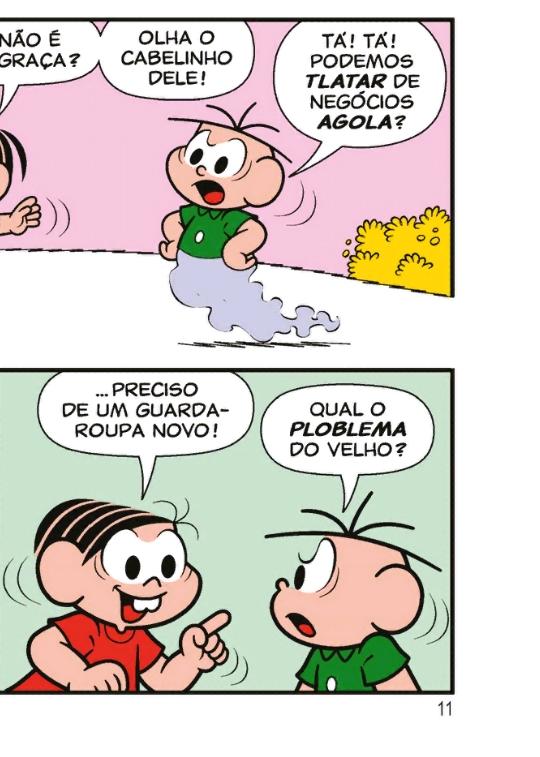 NÃO É
GRAÇA?
OLHA O
CABELINHO
DELE!
TÁ! TÁ!
PODEMOS
TLATAR DE
NEGÓCIOS
AGOLA?
...PRECISO
DE UM GUARDA-
ROUPA NOVO!
QUAL O
PLOBLEMA
DO VELHO?
11